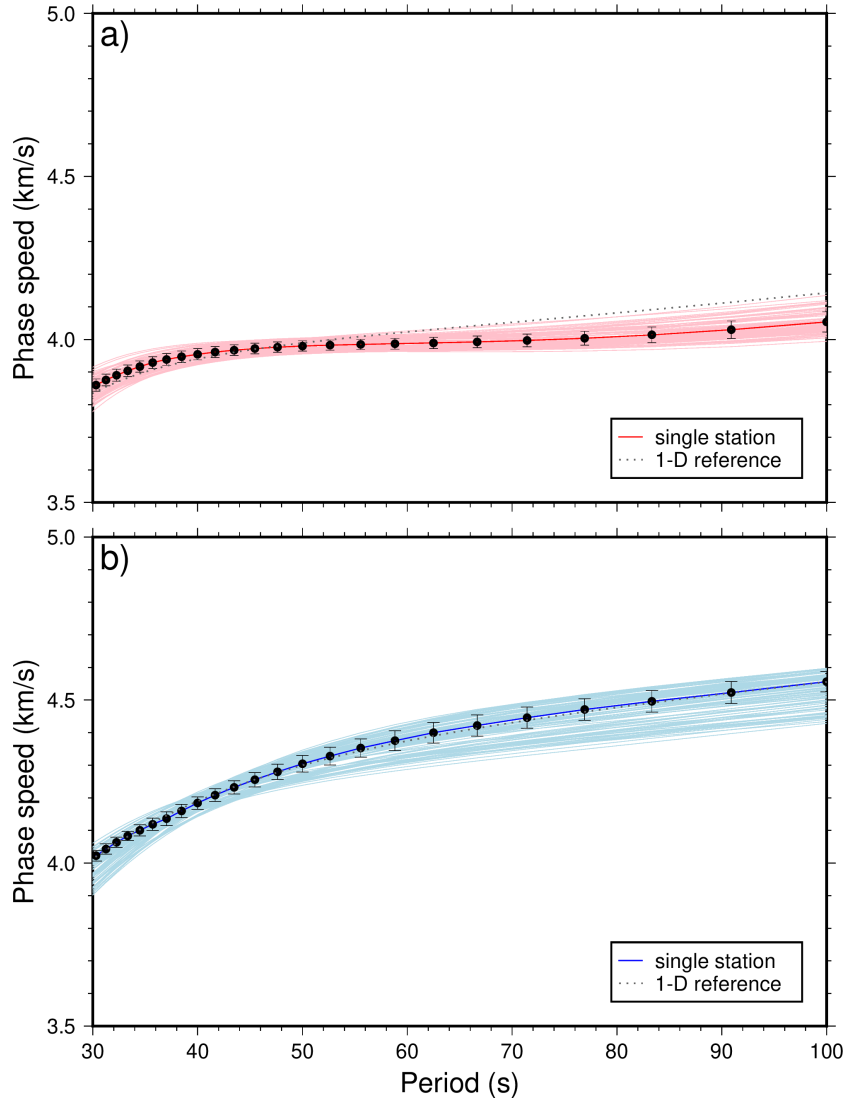 a)
5.0
4.5
4.0
3.5
Phase speed (km/s)
single station
1-D reference
b)
5.0
4.5
4.0
3.5
Phase speed (km/s)
single station
1-D reference
30 40 50 60 70 80 90 100
Period (s)